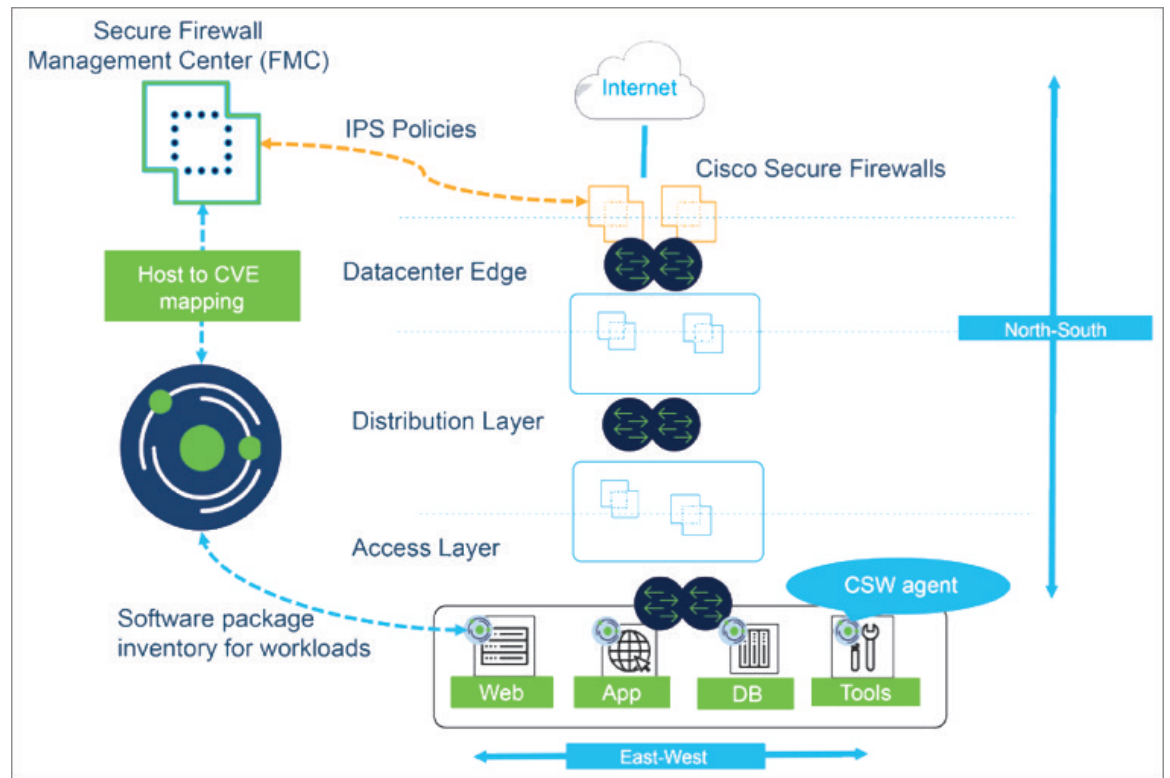 Secure Firewall
Management Center (FMC)
Internet
IPS Policies
Cisco Secure Firewalls
Host to CVE
mapping
Datacenter Edge
North-South
Distribution Layer
Access Layer
CSW agent
Software package
inventory for workloads
Web
App
DB
Tools
East-West